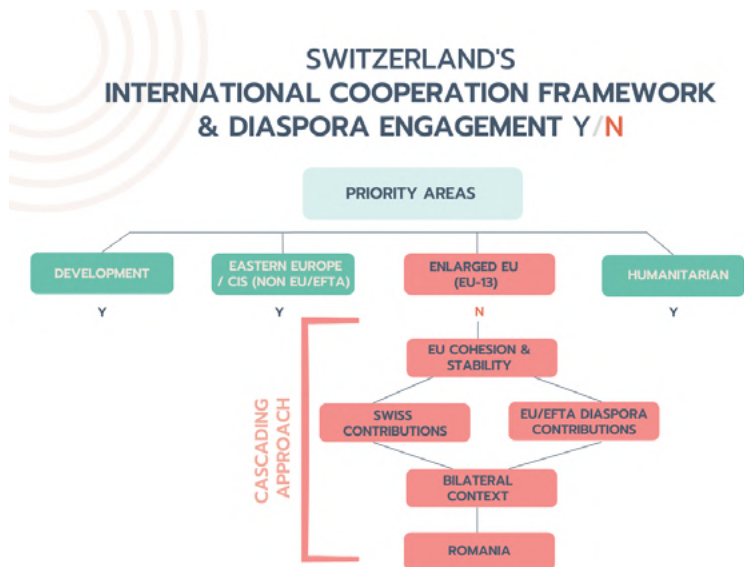 SWITZERLAND'S
INTERNATIONAL COOPERATION FRAMEWORK
& DIASPORA ENGAGEMENT Y/N
PRIORITY AREAS
DEVELOPMENT
Y
EASTERN EUROPE
/ CIS (NON EU/EFTA)
Y
ENLARGED EU
(EU-13)
N
HUMANITARIAN
Y
CASCADING
APPROACH
EU COHESION &
STABILITY
SWISS
CONTRIBUTIONS
EU/EFTA DIASPORA
CONTRIBUTIONS
BILATERAL
CONTEXT
ROMANIA